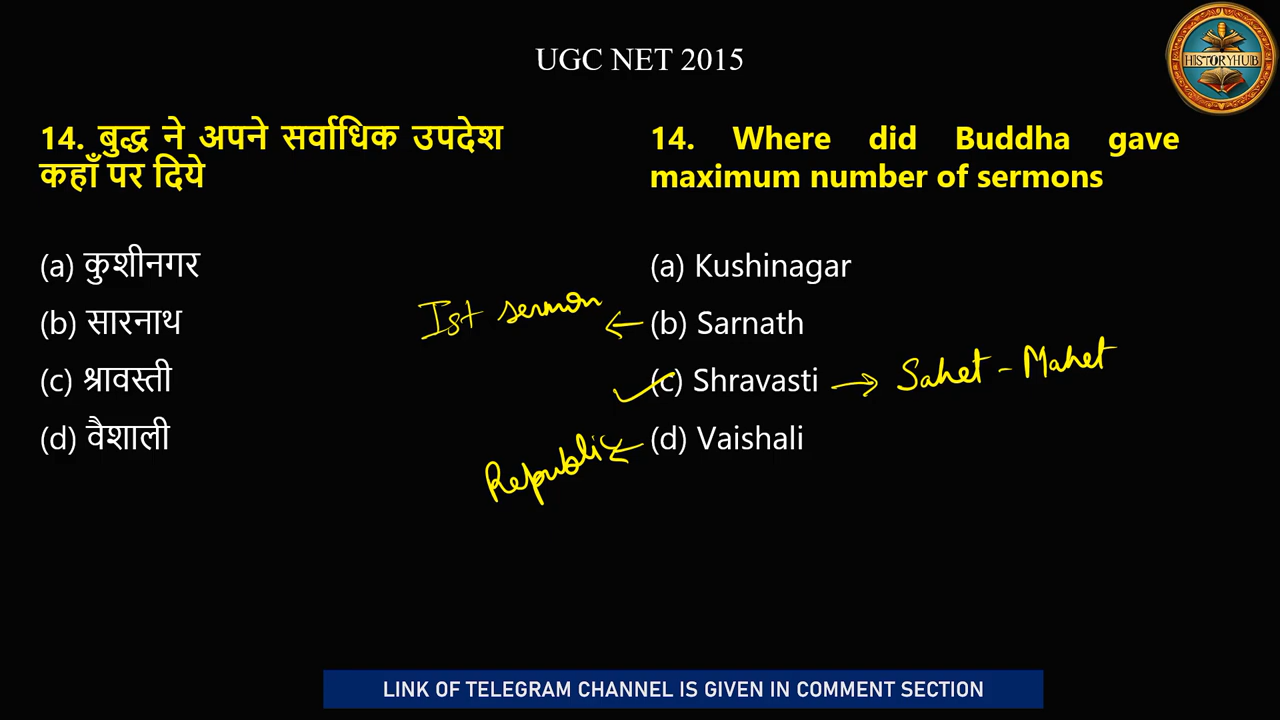 UGC NET 2015
HISTORYHUB
14. बुद्ध ने अपने सर्वाधिक उपदेश
कहाँ पर दिये
(a) कुशीनगर
(b) सारनाथ
(c) श्रावस्ती
(d) वैशाली
14. Where did Buddha gave
maximum number of sermons
(a) Kushinagar
Ist sermon ← (b) Sarnath
(c) Shravasti → Sahet - Mahet
Republic ← (d) Vaishali
LINK OF TELEGRAM CHANNEL IS GIVEN IN COMMENT SECTION